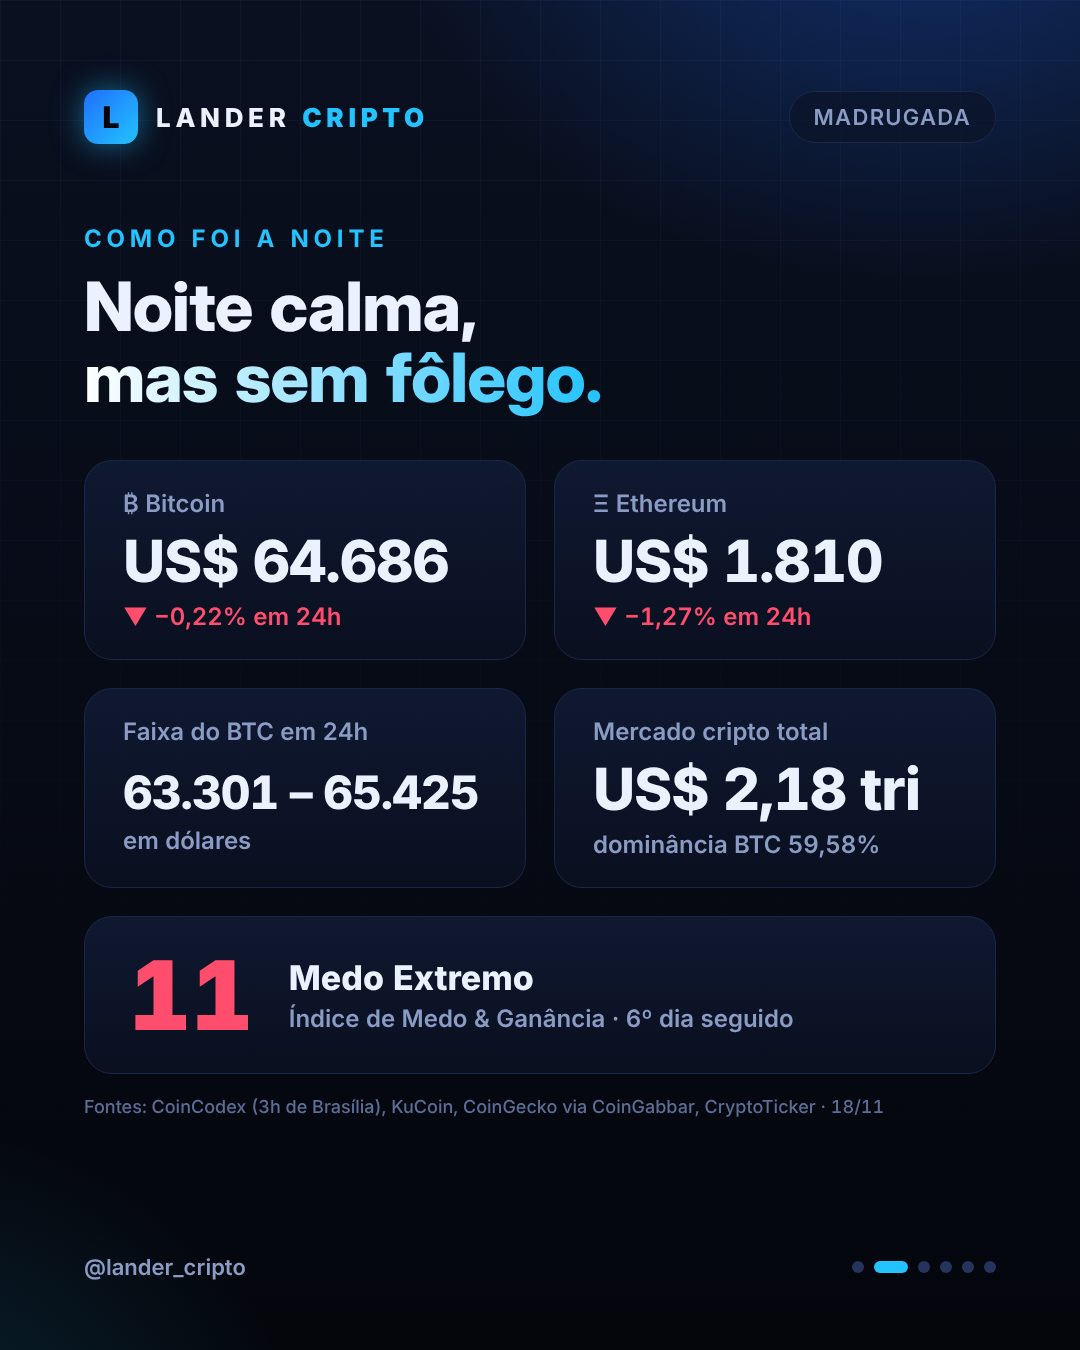 L LANDER CRIPTO
MADRUGADA
COMO FOI A NOITE
Noite calma,
mas sem fôlego.
₿ Bitcoin
US$ 64.686
▼ −0,22% em 24h
Ξ Ethereum
US$ 1.810
▼ −1,27% em 24h
Faixa do BTC em 24h
63.301 – 65.425
em dólares
Mercado cripto total
US$ 2,18 tri
dominância BTC 59,58%
11
Medo Extremo
Índice de Medo & Ganância · 6º dia seguido
Fontes: CoinCodex (3h de Brasília), KuCoin, CoinGecko via CoinGabbar, CryptoTicker · 18/11
@lander_cripto